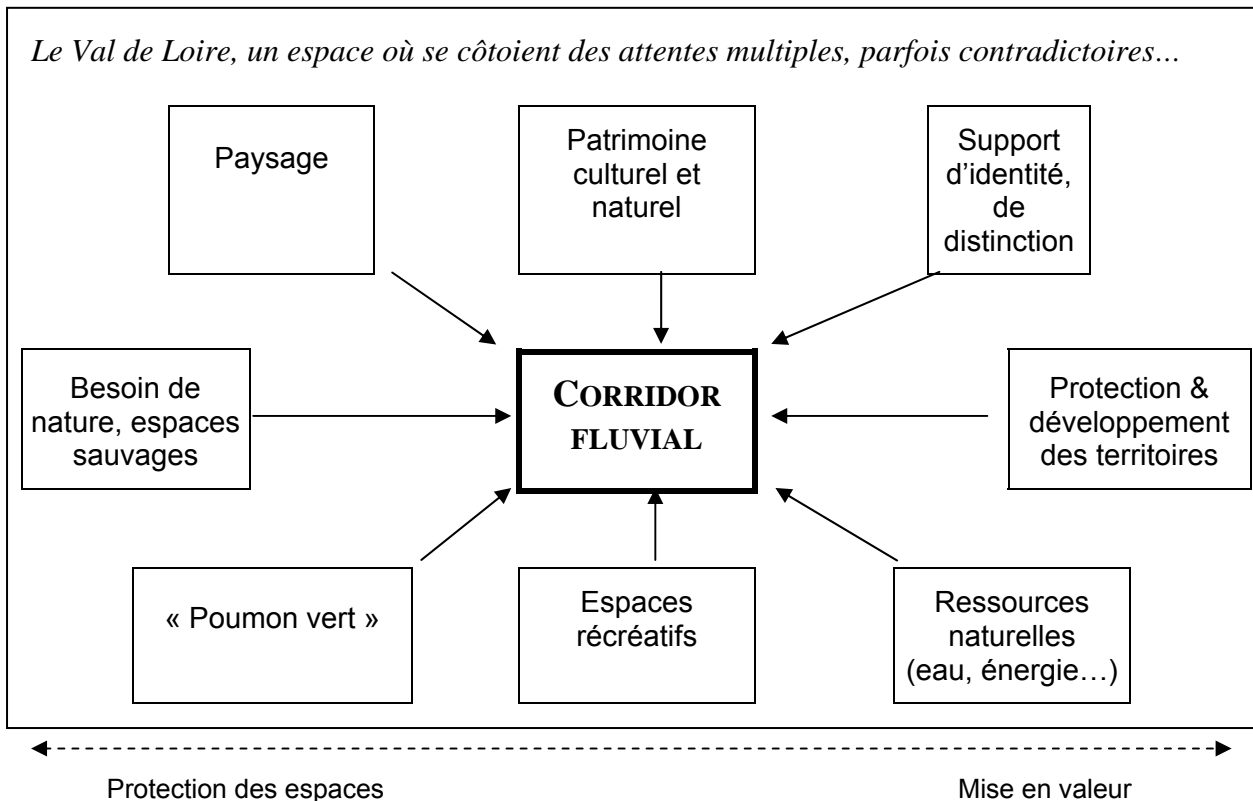 Le Val de Loire, un espace où se côtoient des attentes multiples, parfois contradictoires…
Paysage
Patrimoine
culturel et
naturel
Support
d’identité,
de
distinction
Besoin de
nature, espaces
sauvages
CORRIDOR
FLUVIAL
Protection &
développement
des territoires
« Poumon vert »
Espaces
récréatifs
Ressources
naturelles
(eau, énergie…)
Protection des espaces
Mise en valeur